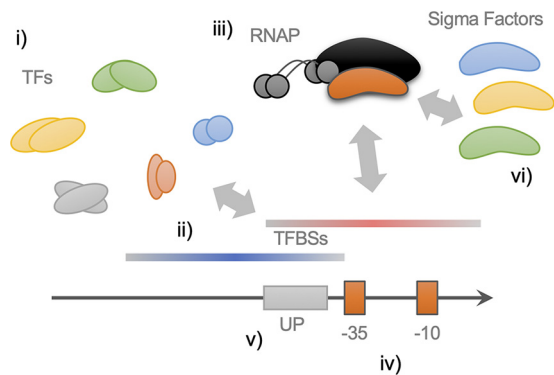 i)
TFs
iii)
RNAP
Sigma Factors
vi)
ii)
TFBSs
v)
UP
-35
-10
iv)